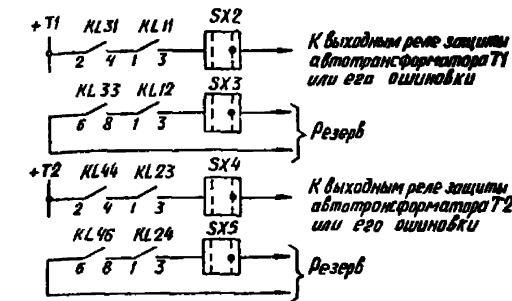 +T1 KL31 KL11 SX2
2 4 1 3
К выходным реле защиты
автотрансформатора Т1
или его ошиновки
KL33 KL12 SX3
6 8 1 3
Резерв
+T2 KL44 KL23 SX4
2 4 1 3
К выходным реле защиты
автотрансформатора Т2
или его ошиновки
KL46 KL24 SX5
6 8 1 3
Резерв